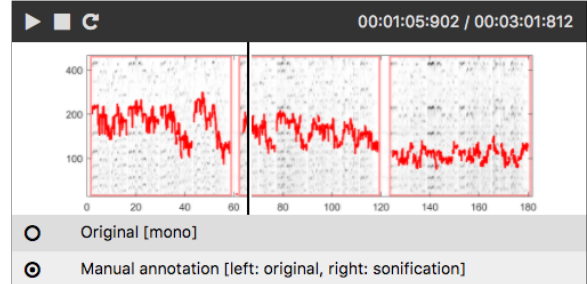 00:01:05:902 / 00:03:01:812
400
200
100
0 20 40 60 80 100 120 140 160 180
Original [mono]
Manual annotation [left: original, right: sonification]